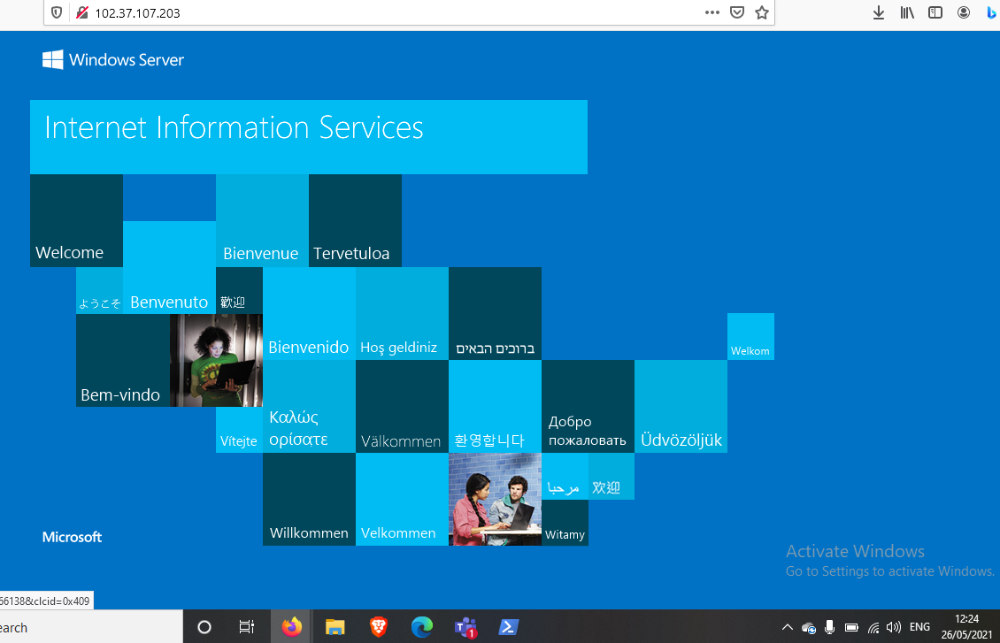 102.37.107.203
Windows Server
Internet Information Services
Welcome
Bienvenue
Tervetuloa
ようこそ
Benvenuto
歡迎
Bienvenido
Hoş geldiniz
ברוכים הבאים
Welkom
Bem-vindo
Vítejte
Καλώς
ορίσατε
Välkommen
환영합니다
Добро
пожаловать
Üdvözöljük
مرحبا
欢迎
Willkommen
Velkommen
Witamy
Microsoft
Activate Windows
Go to Settings to activate Windows.
66138&clcid=0x409
earch
1
ENG
12:24
26/05/2021